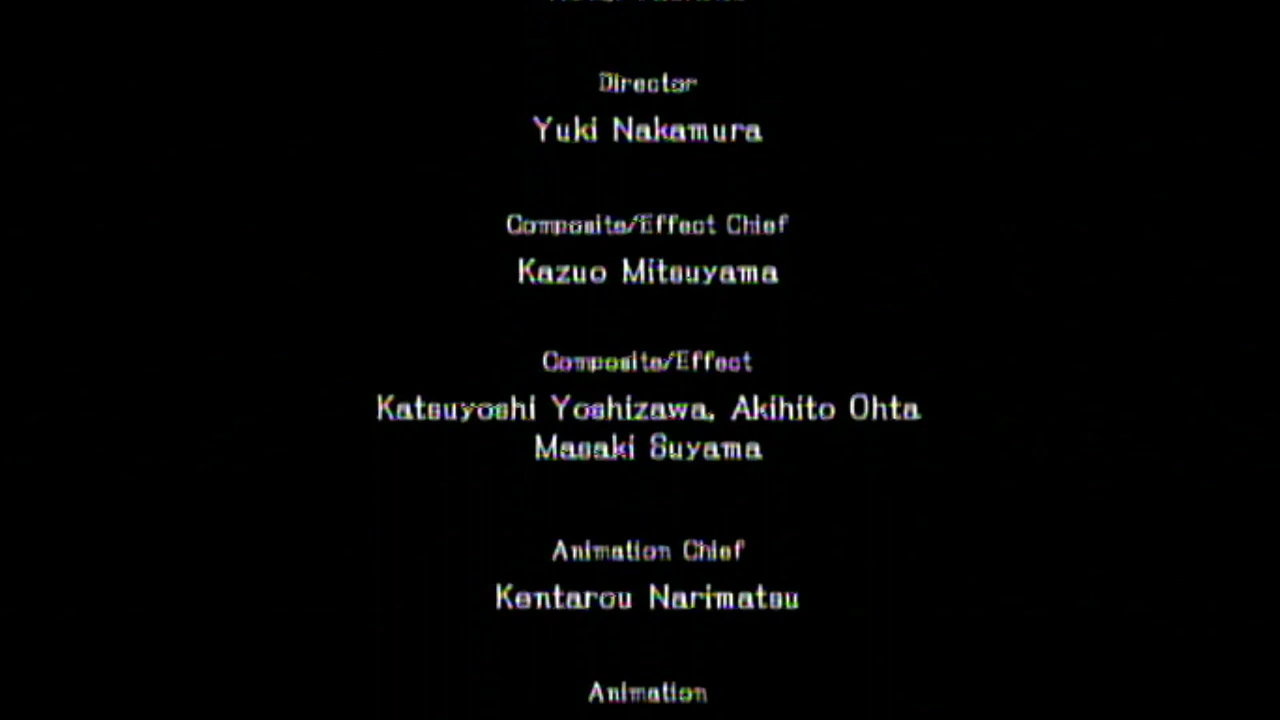 Director
Yuki Nakamura
Composite/Effect Chief
Kazuo Mitsuyama
Composite/Effect
Katsuyoshi Yoshizawa, Akihito Ohta
Masaki Suyama
Animation Chief
Kentarou Narimatsu
Animation